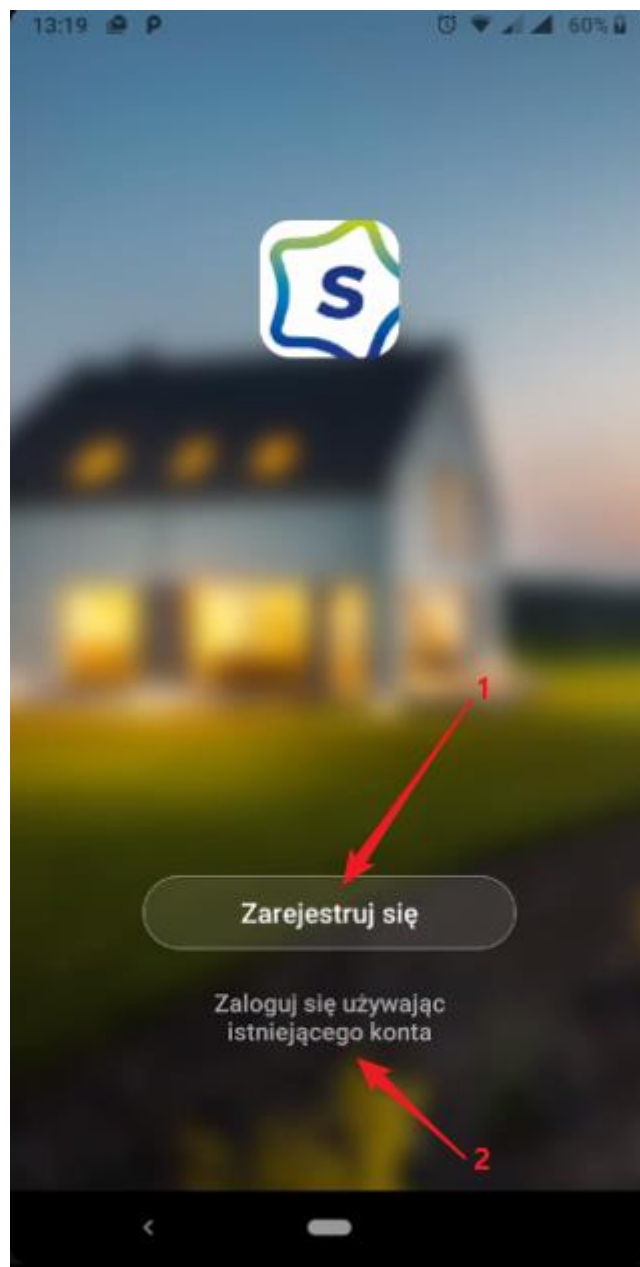 13:19 P 60%
S
1
Zarejestruj się
Zaloguj się używając
istniejącego konta
2